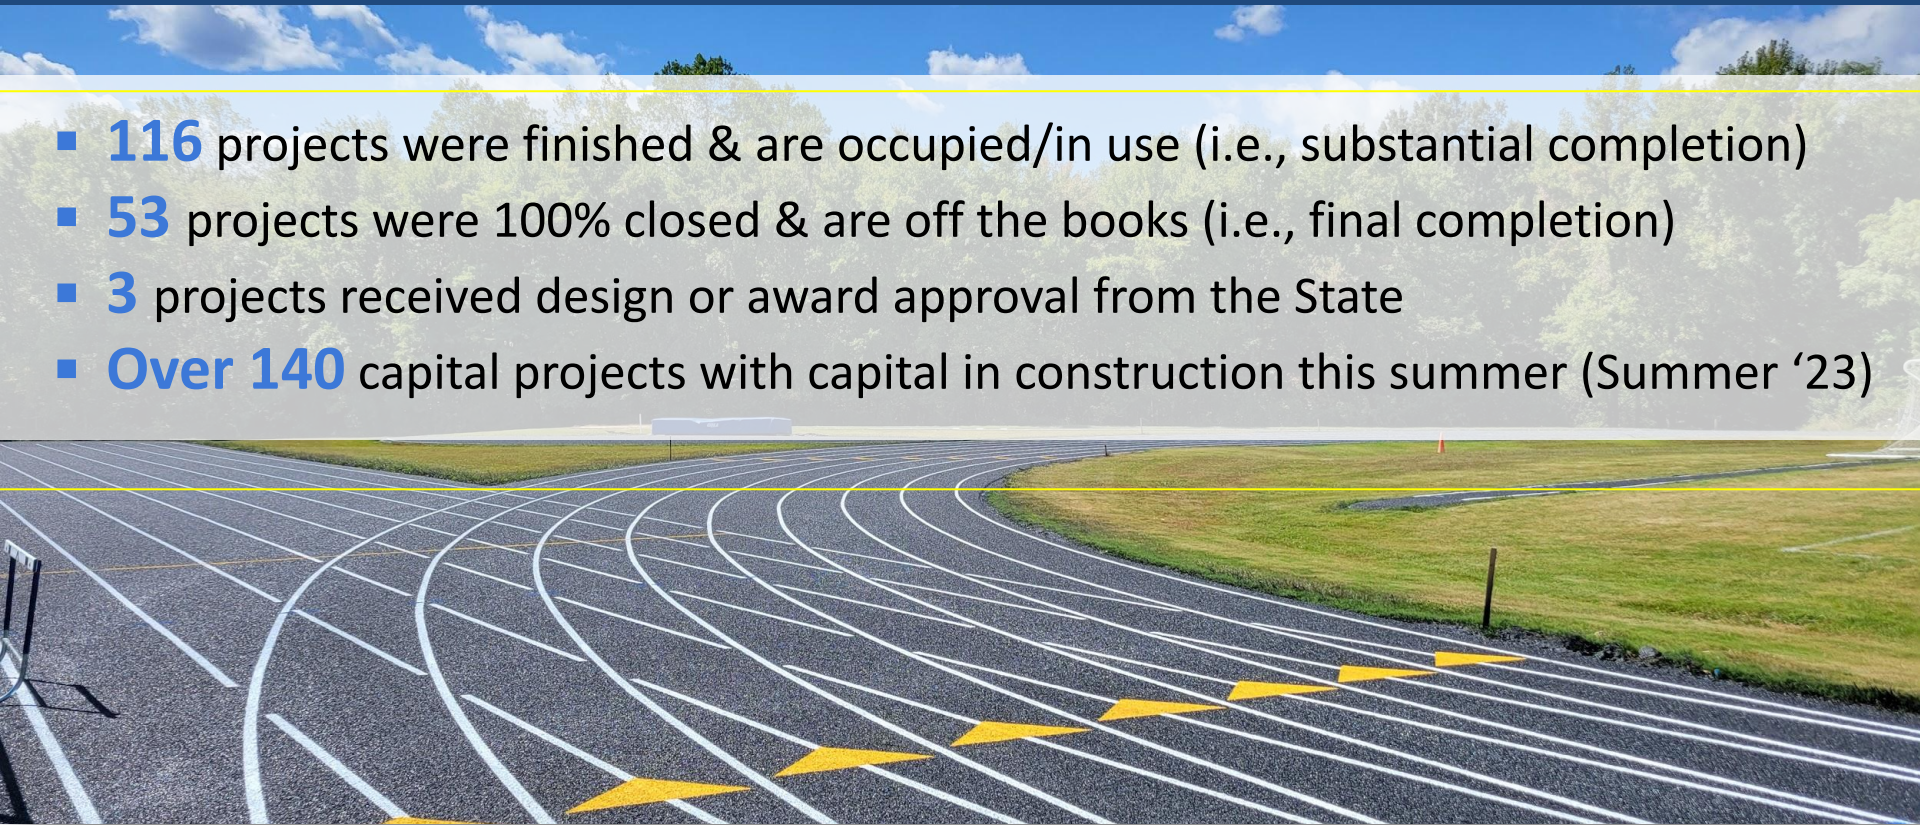 ▪ 116 projects were finished & are occupied/in use (i.e., substantial completion)
▪ 53 projects were 100% closed & are off the books (i.e., final completion)
▪ 3 projects received design or award approval from the State
▪ Over 140 capital projects with capital in construction this summer (Summer ‘23)